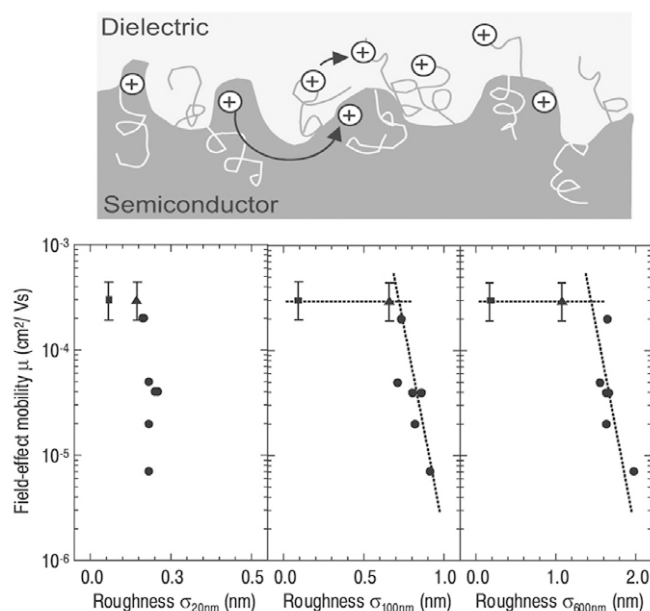 Dielectric
+ + + + + + +
Semiconductor
Field-effect mobility μ (cm²/ Vs)
10⁻³
10⁻⁴
10⁻⁵
10⁻⁶
0.0 0.3 0.5 0.0 0.5 1.0 0.0 1.0 2.0
Roughness σ20nm (nm) Roughness σ100nm (nm) Roughness σ600nm (nm)